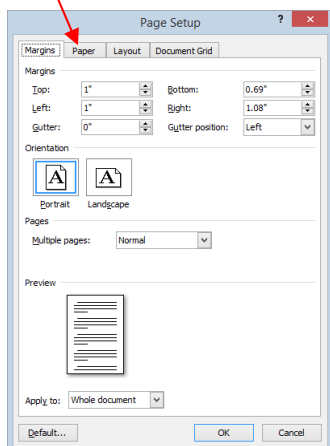 Page Setup ? ×
Margins Paper Layout Document Grid
Margins
Top: 1" Bottom: 0.69"
Left: 1" Right: 1.08"
Gutter: 0" Gutter position: Left
Orientation
A A
Portrait Landscape
Pages
Multiple pages: Normal
Preview
Apply to: Whole document
Default... OK Cancel